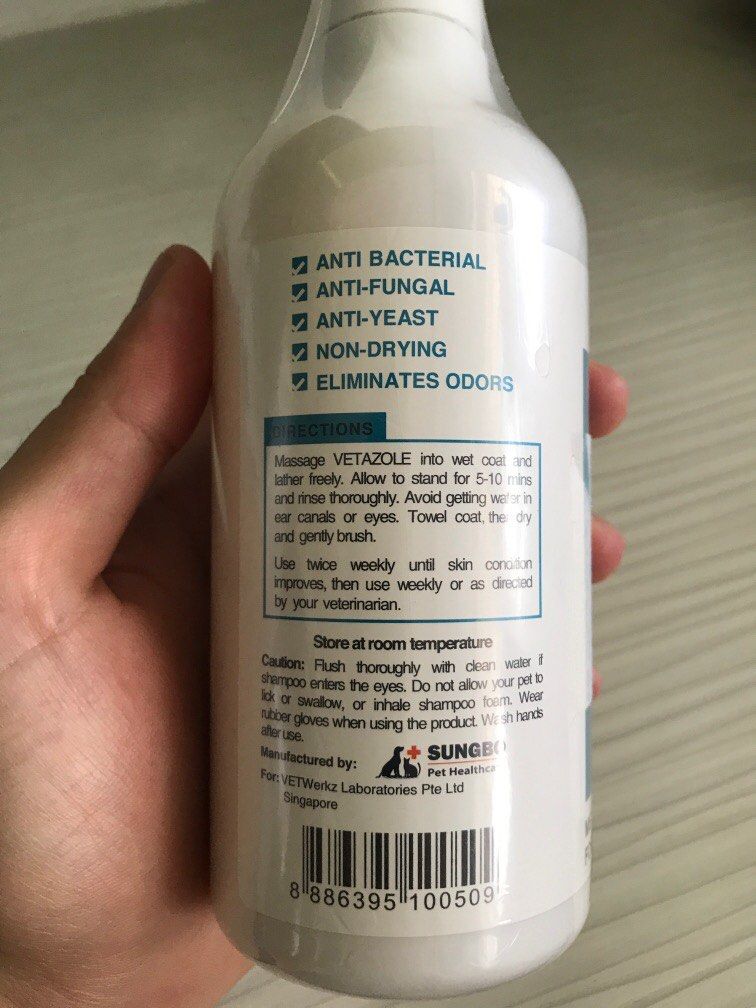 ANTI BACTERIAL
ANTI-FUNGAL
ANTI-YEAST
NON-DRYING
ELIMINATES ODORS
DIRECTIONS
Massage VETAZOLE into wet coat and
lather freely. Allow to stand for 5-10 mins
and rinse thoroughly. Avoid getting water in
ear canals or eyes. Towel coat, then dry
and gently brush.
Use twice weekly until skin condition
improves, then use weekly or as directed
by your veterinarian.
Store at room temperature
Caution: Flush thoroughly with clean water if
shampoo enters the eyes. Do not allow your pet to
lick or swallow, or inhale shampoo foam. Wear
rubber gloves when using the product. Wash hands
after use.
Manufactured by: SUNGBO
Pet Healthca
For: VETWerkz Laboratories Pte Ltd
Singapore
8 886395 100509